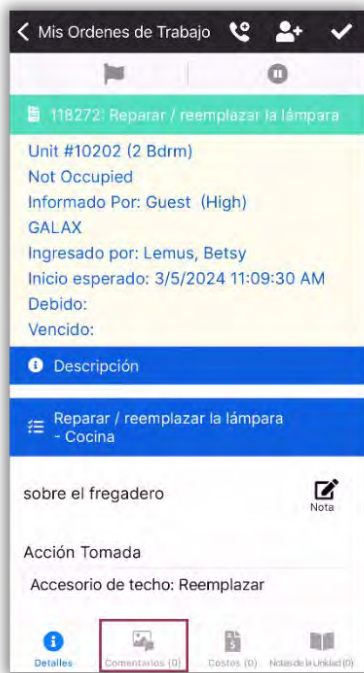 Mis Ordenes de Trabajo
118272: Reparar / reemplazar la lámpara
Unit #10202 (2 Bdrm)
Not Occupied
Informado Por: Guest (High)
GALAX
Ingresado por: Lemus, Betsy
Inicio esperado: 3/5/2024 11:09:30 AM
Debido:
Vencido:
Descripción
Reparar / reemplazar la lámpara
- Cocina
sobre el fregadero
Nota
Acción Tomada
Accesorio de techo: Reemplazar
Detalles Comentarios (0) Costos (0) Notas de la Unidad (0)